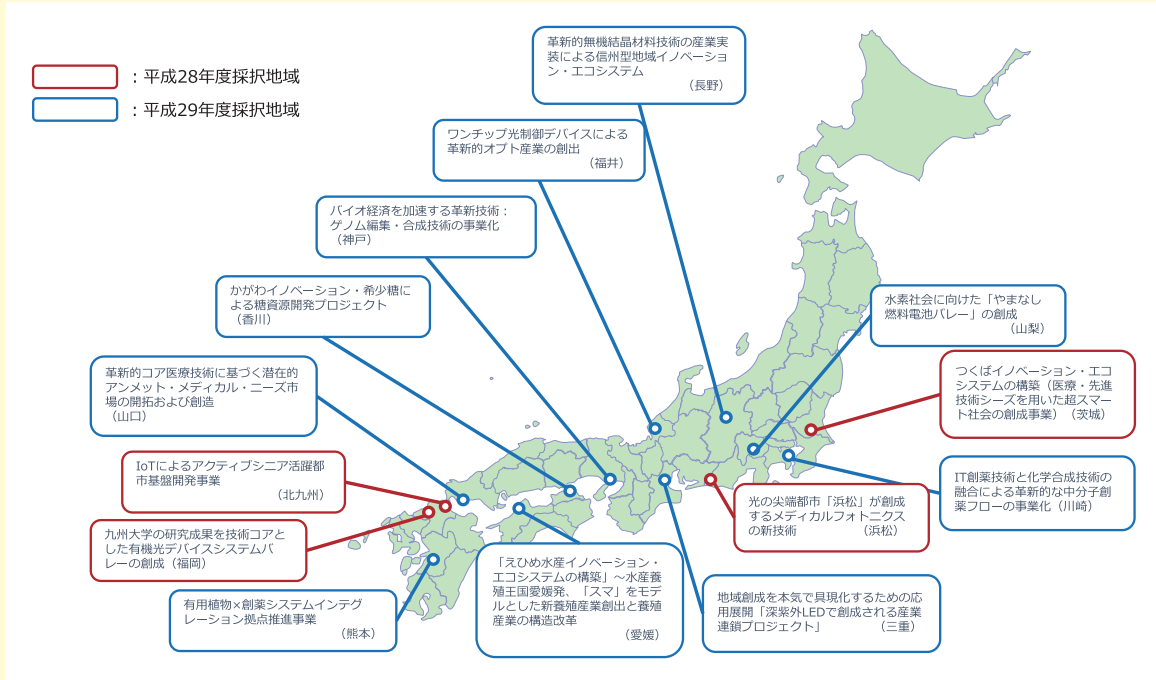 ：平成28年度採択地域
：平成29年度採択地域
革新的無機結晶材料技術の産業実
装による信州型地域イノベーショ
ン・エコシステム
（長野）
ワンチップ光制御デバイスによる
革新的オプト産業の創出
（福井）
バイオ経済を加速する革新技術：
ゲノム編集・合成技術の事業化
（神戸）
かがわイノベーション・希少糖に
よる糖資源開発プロジェクト
（香川）
革新的コア医療技術に基づく潜在的
アンメット・メディカル・ニーズ市
場の開拓および創造
（山口）
IoTによるアクティブシニア活躍都
市基盤開発事業
（北九州）
九州大学の研究成果を技術コアと
した有機光デバイスシステムバ
レーの創成（福岡）
有用植物×創薬システムインテグ
レーション拠点推進事業
（熊本）
「えひめ水産イノベーション・
エコシステムの構築」～水産養
殖王国愛媛発、「スマ」をモデ
ルとした新養殖産業創出と養殖
産業の構造改革
（愛媛）
水素社会に向けた「やまなし
燃料電池バレー」の創成
（山梨）
つくばイノベーション・エコ
システムの構築（医療・先進
技術シーズを用いた超スマー
ト社会の創成事業）（茨城）
IT創薬技術と化学合成技術の
融合による革新的な中分子創
薬フローの事業化（川崎）
光の尖端都市「浜松」が創成
するメディカルフォトニクス
の新技術　（浜松）
地域創成を本気で具現化するための応
用展開「深紫外LEDで創成される産業
連鎖プロジェクト」　（三重）